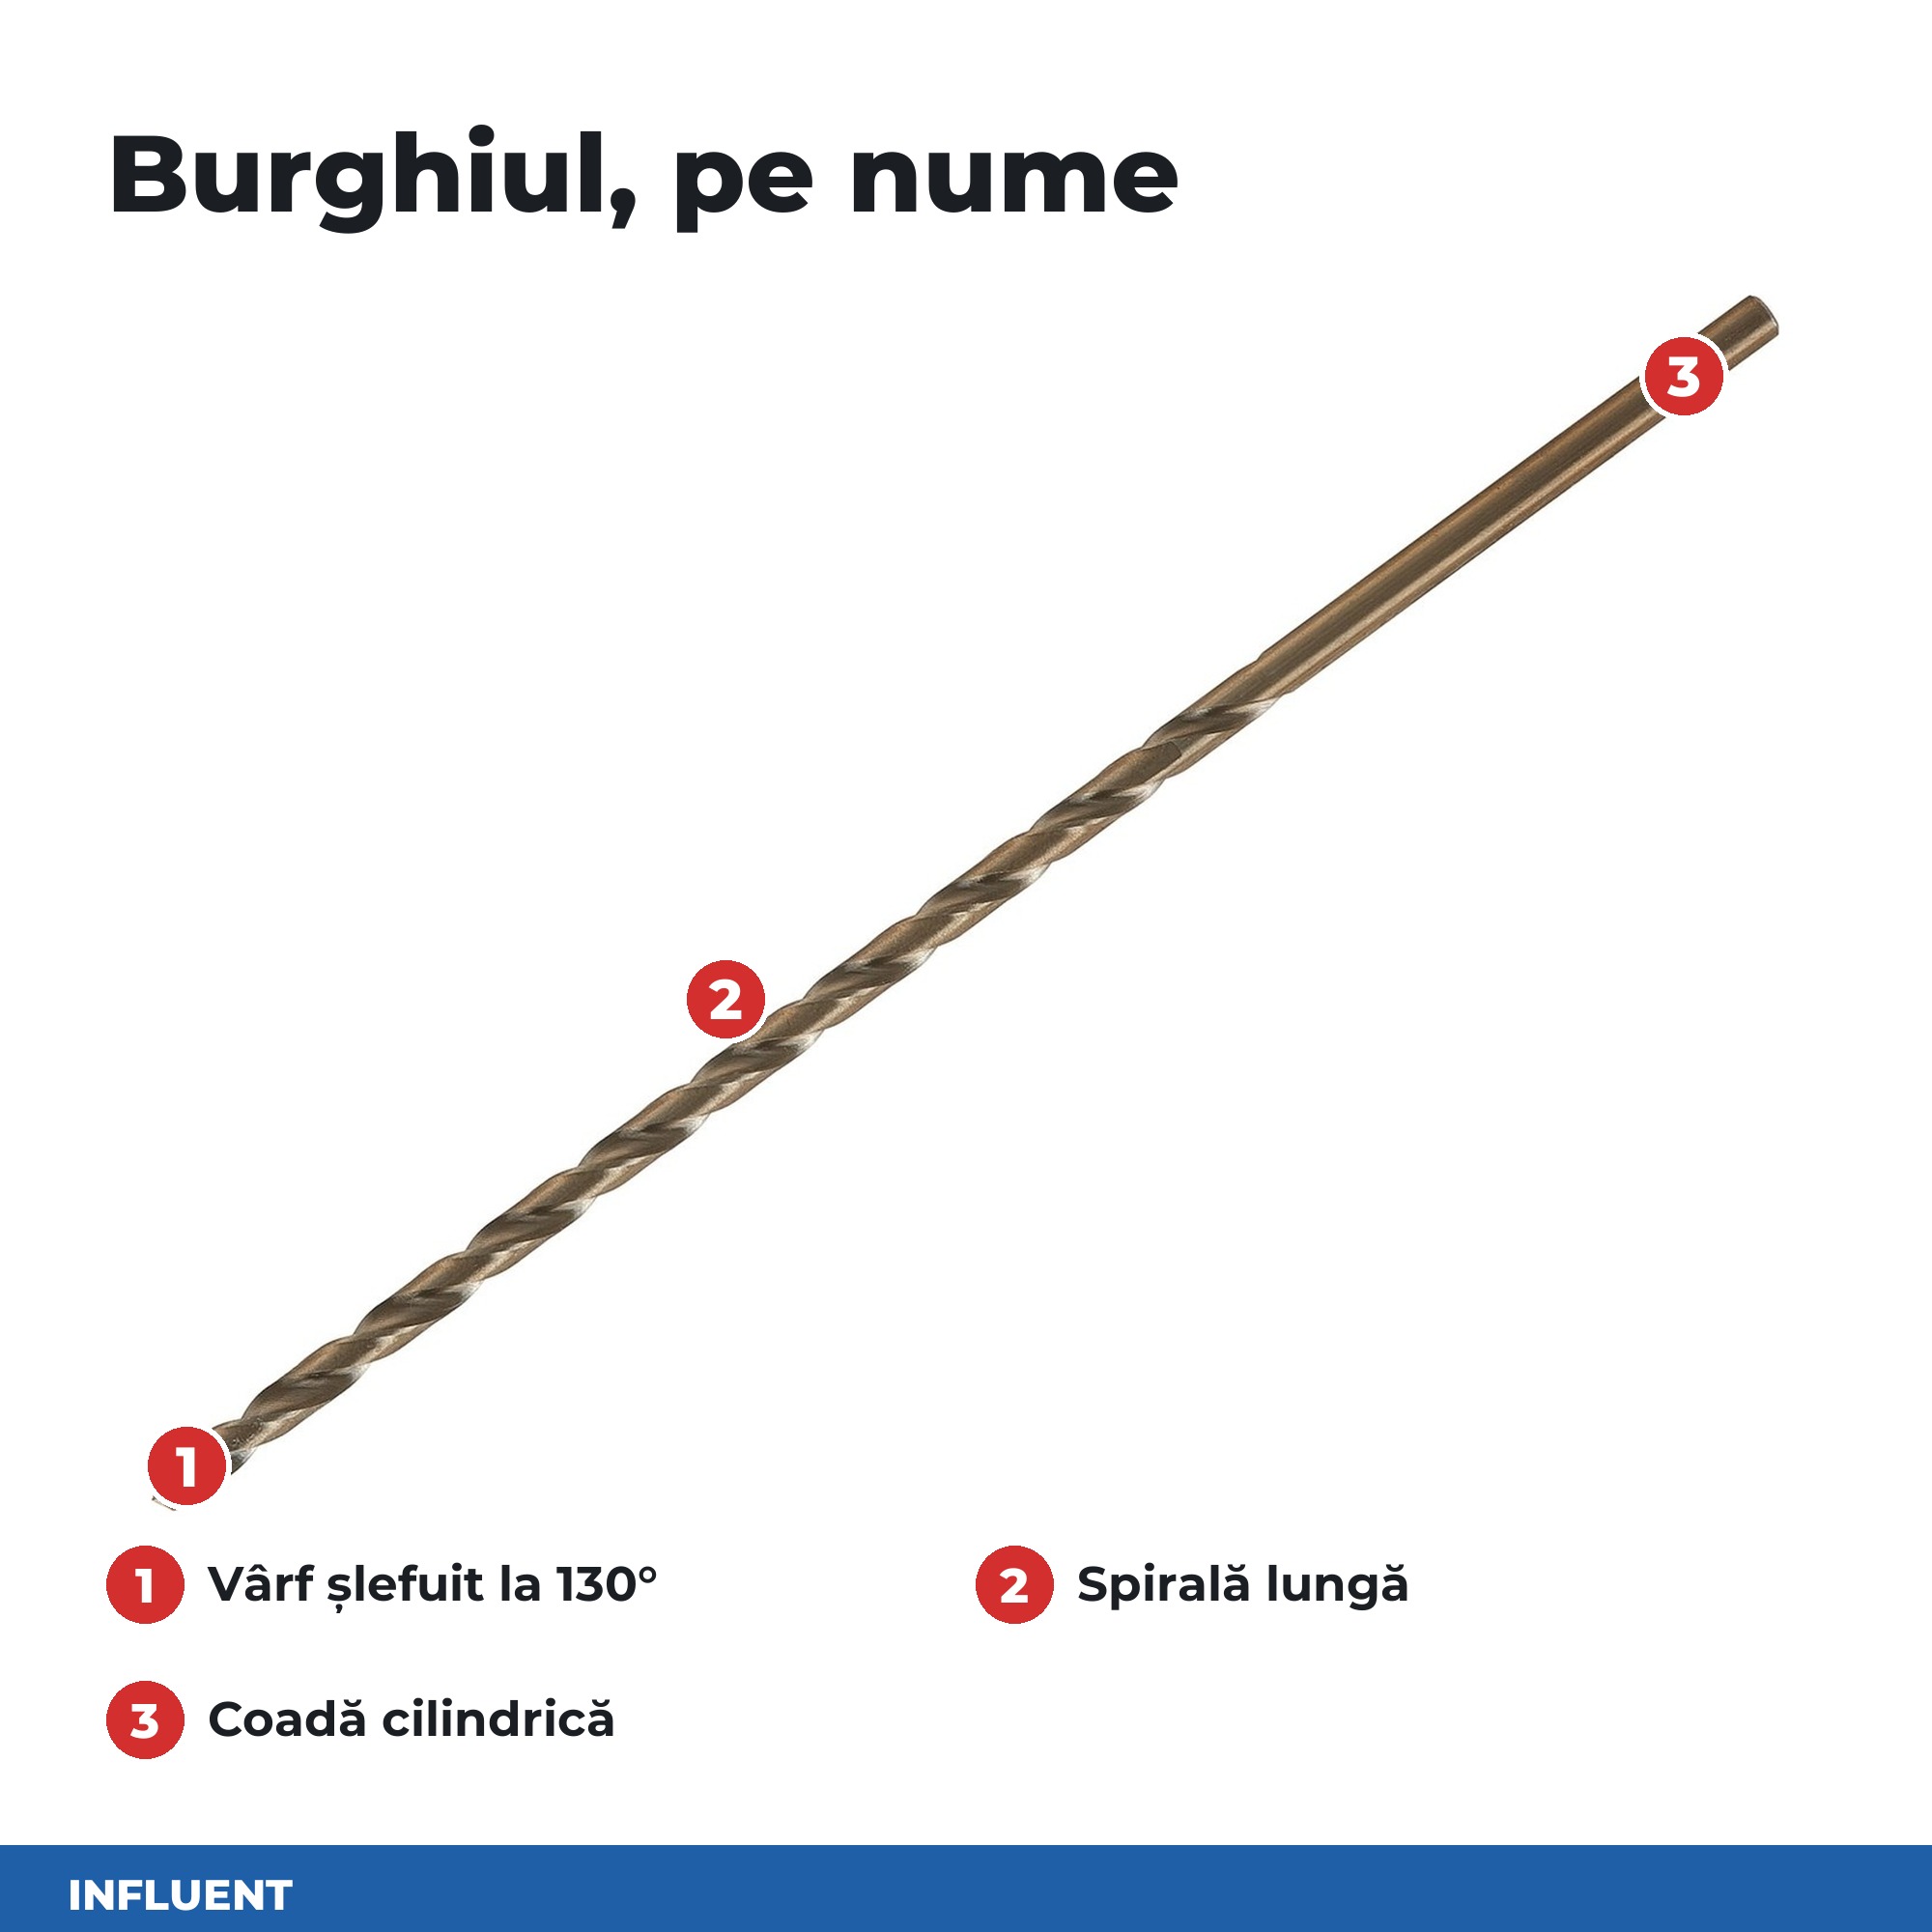 Burghiul, pe nume
3
2
1
1 Vârf șlefuit la 130°
2 Spirală lungă
3 Coadă cilindrică
INFLUENT